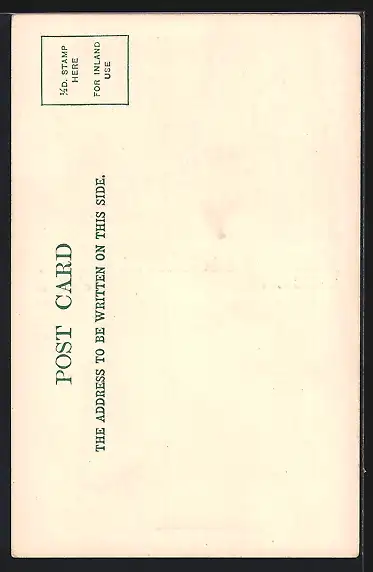 POST CARD
THE ADDRESS TO BE WRITTEN ON THIS SIDE.
½D. STAMP
HERE
FOR INLAND
USE